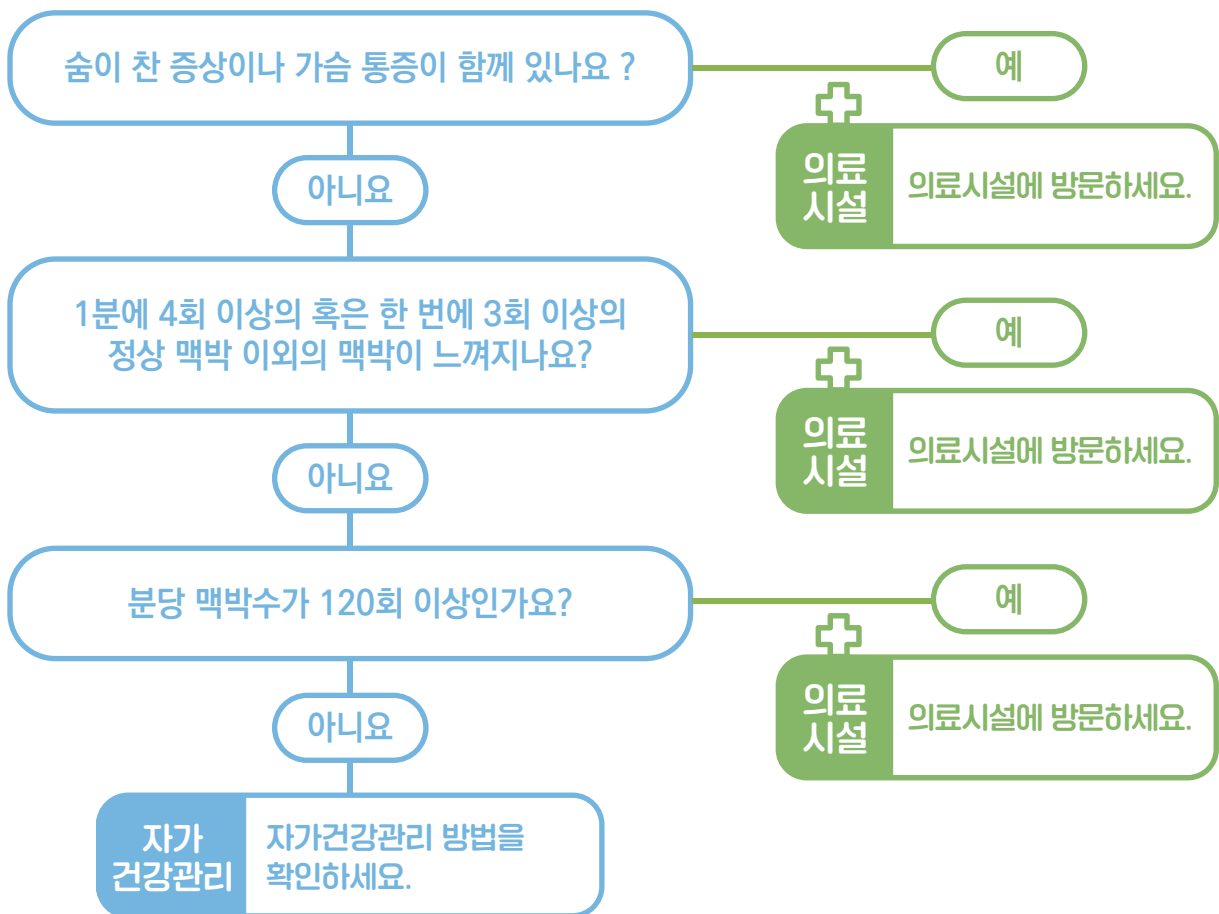 숨이 찬 증상이나 가슴 통증이 함께 있나요 ?
예
의료
시설
의료시설에 방문하세요.
아니요
1분에 4회 이상의 혹은 한 번에 3회 이상의
정상 맥박 이외의 맥박이 느껴지나요?
예
의료
시설
의료시설에 방문하세요.
아니요
분당 맥박수가 120회 이상인가요?
예
의료
시설
의료시설에 방문하세요.
아니요
자가
건강관리
자가건강관리 방법을
확인하세요.